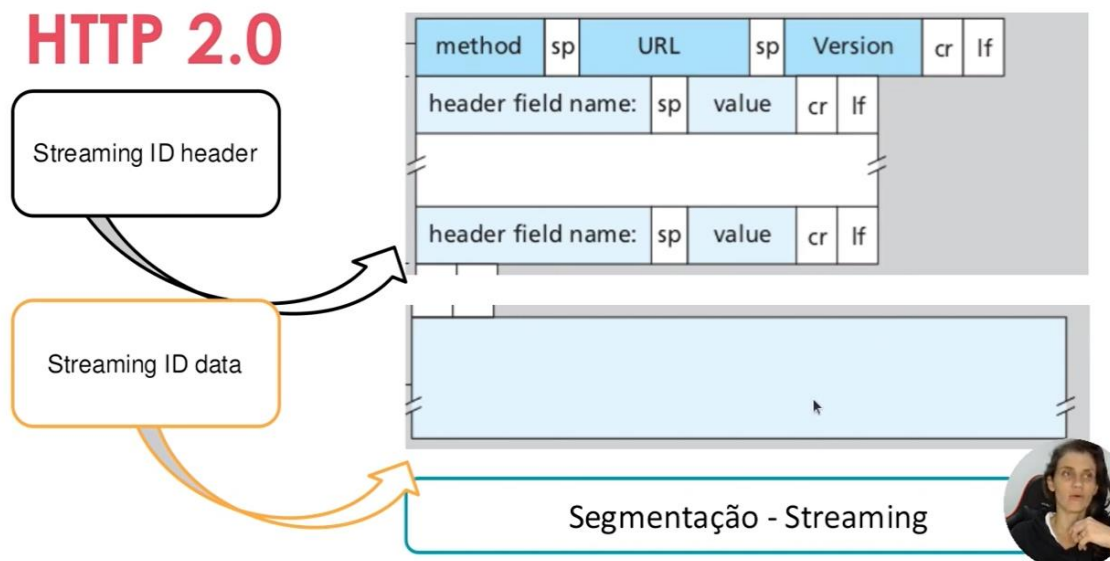 HTTP 2.0
method sp URL sp Version cr lf
header field name: sp value cr lf
Streaming ID header
header field name: sp value cr lf
Streaming ID data
Segmentação - Streaming